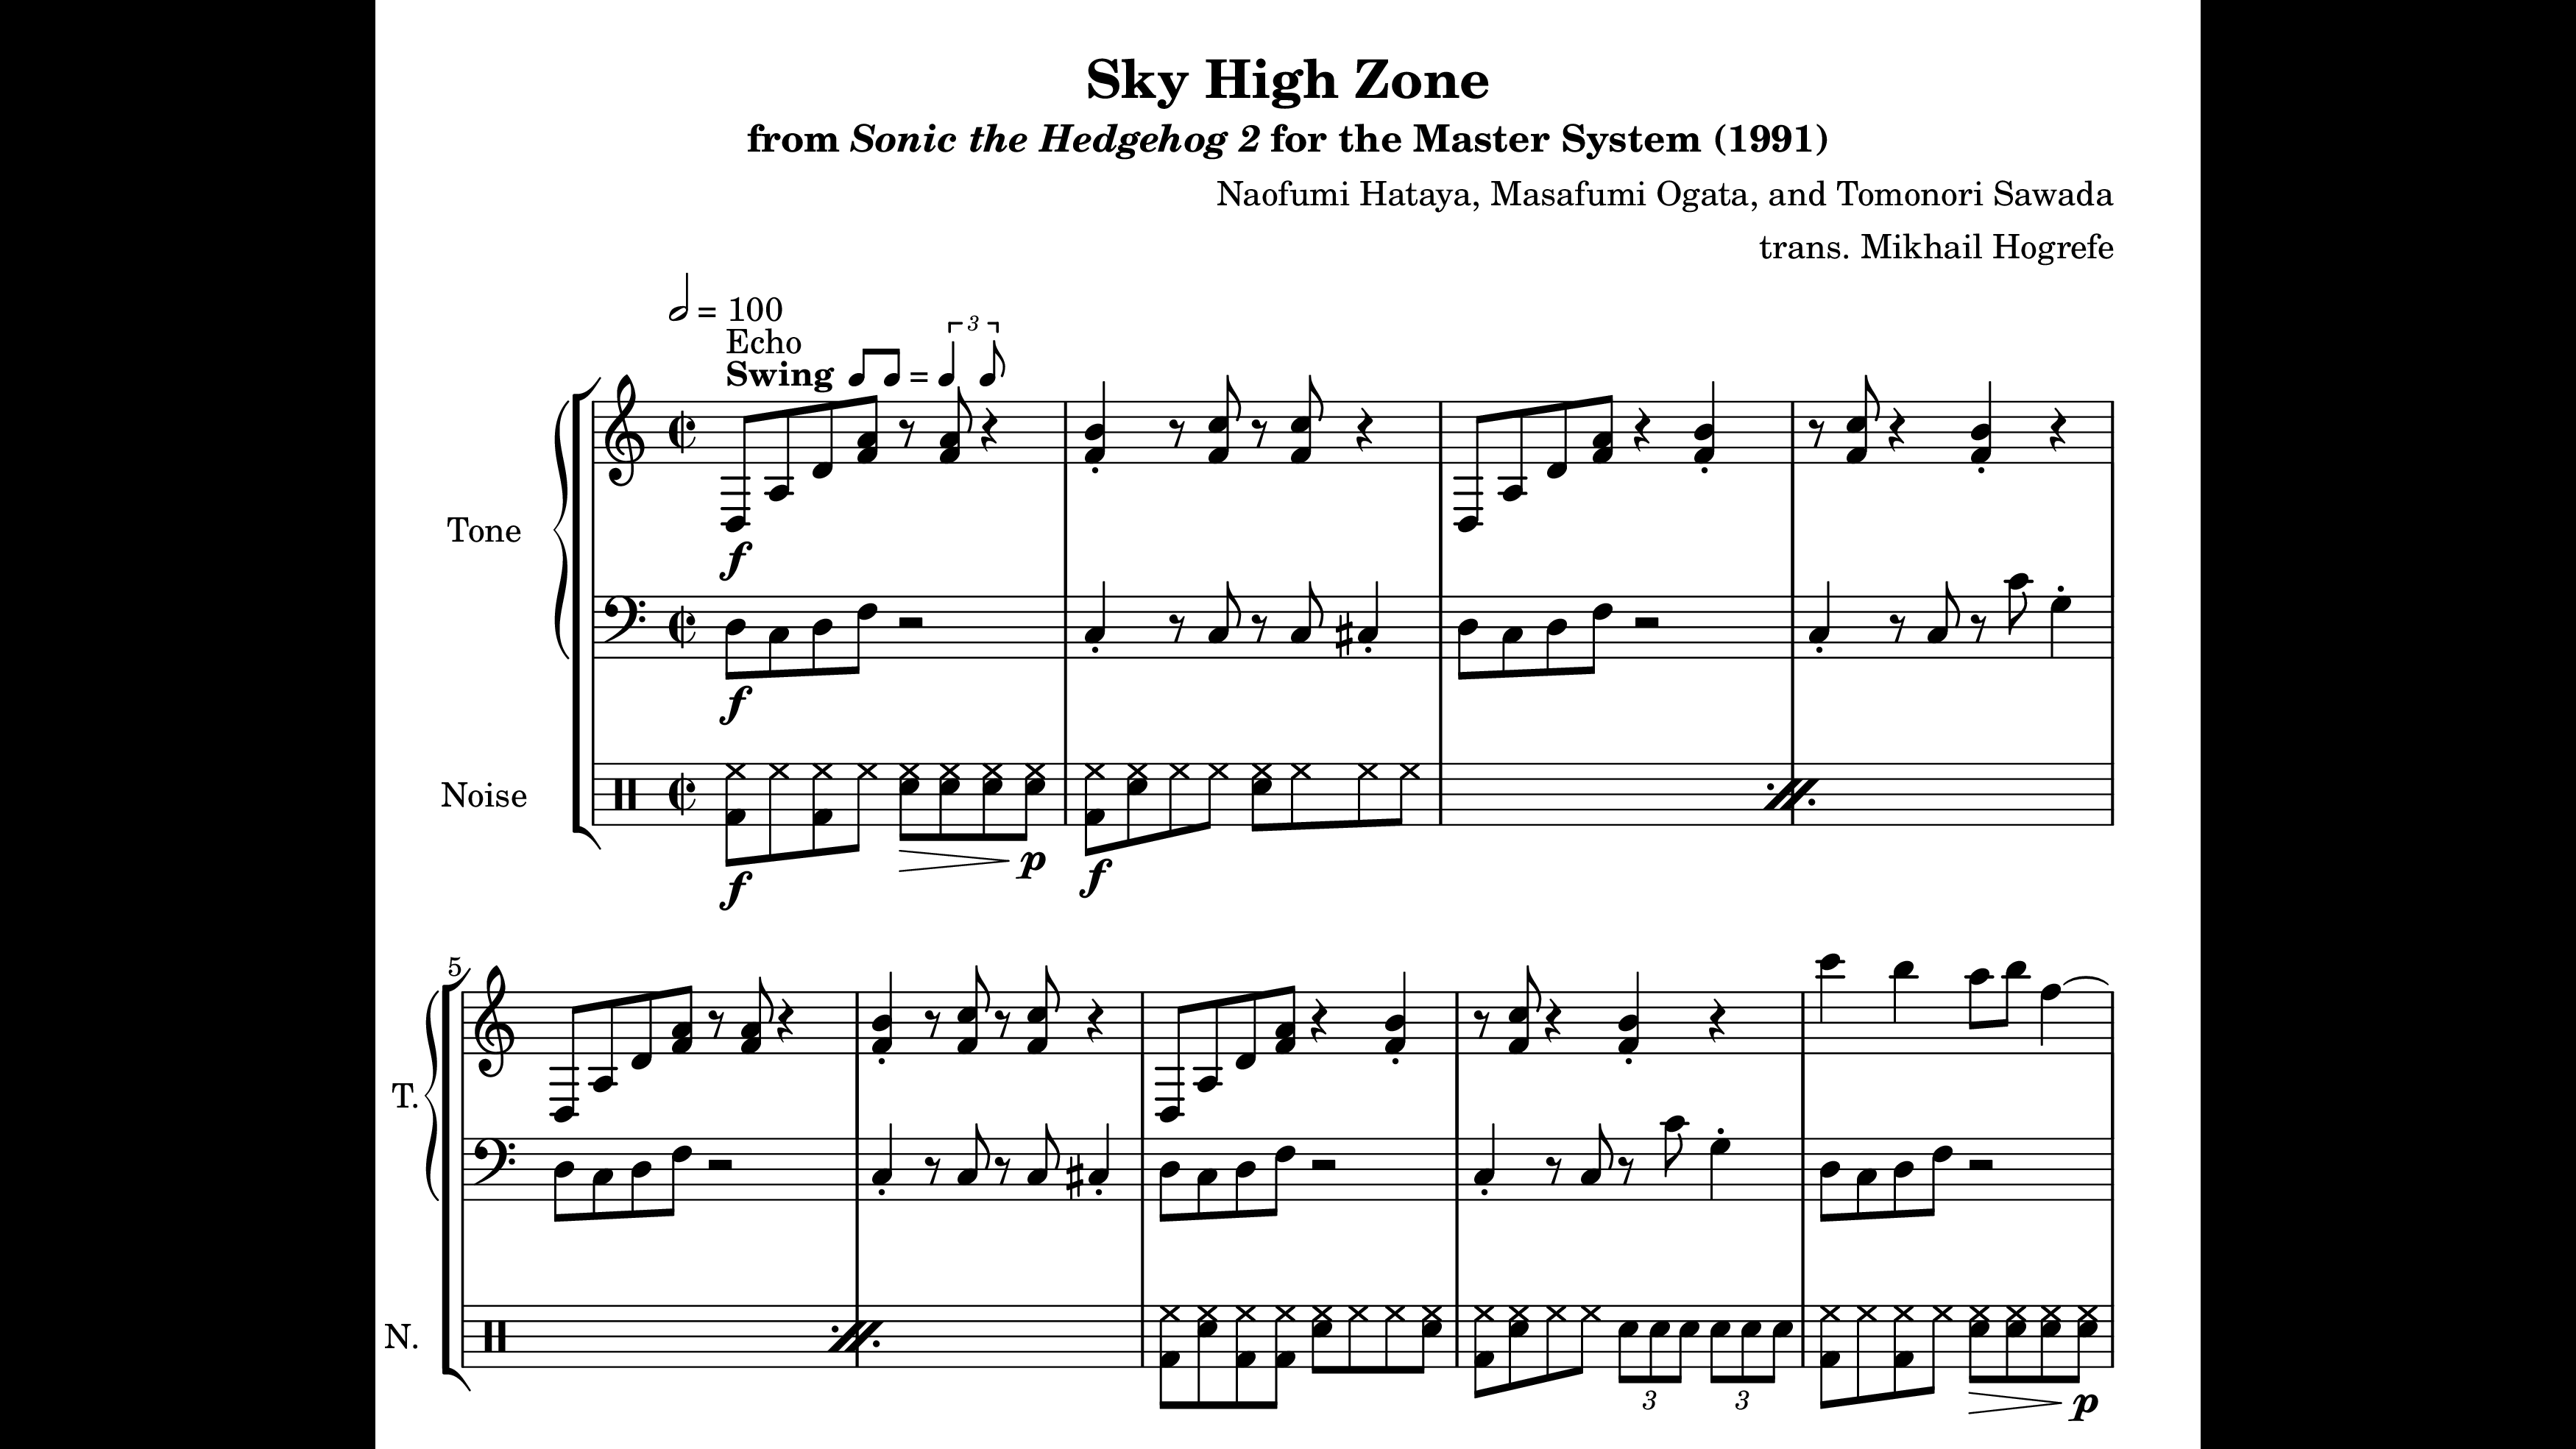 Sky High Zone
from Sonic the Hedgehog 2 for the Master System (1991)
Naofumi Hataya, Masafumi Ogata, and Tomonori Sawada
trans. Mikhail Hogrefe
= 100
Echo
Swing = 3
Tone
f
f
Noise
f p f
5
T.
N.
3 3 p